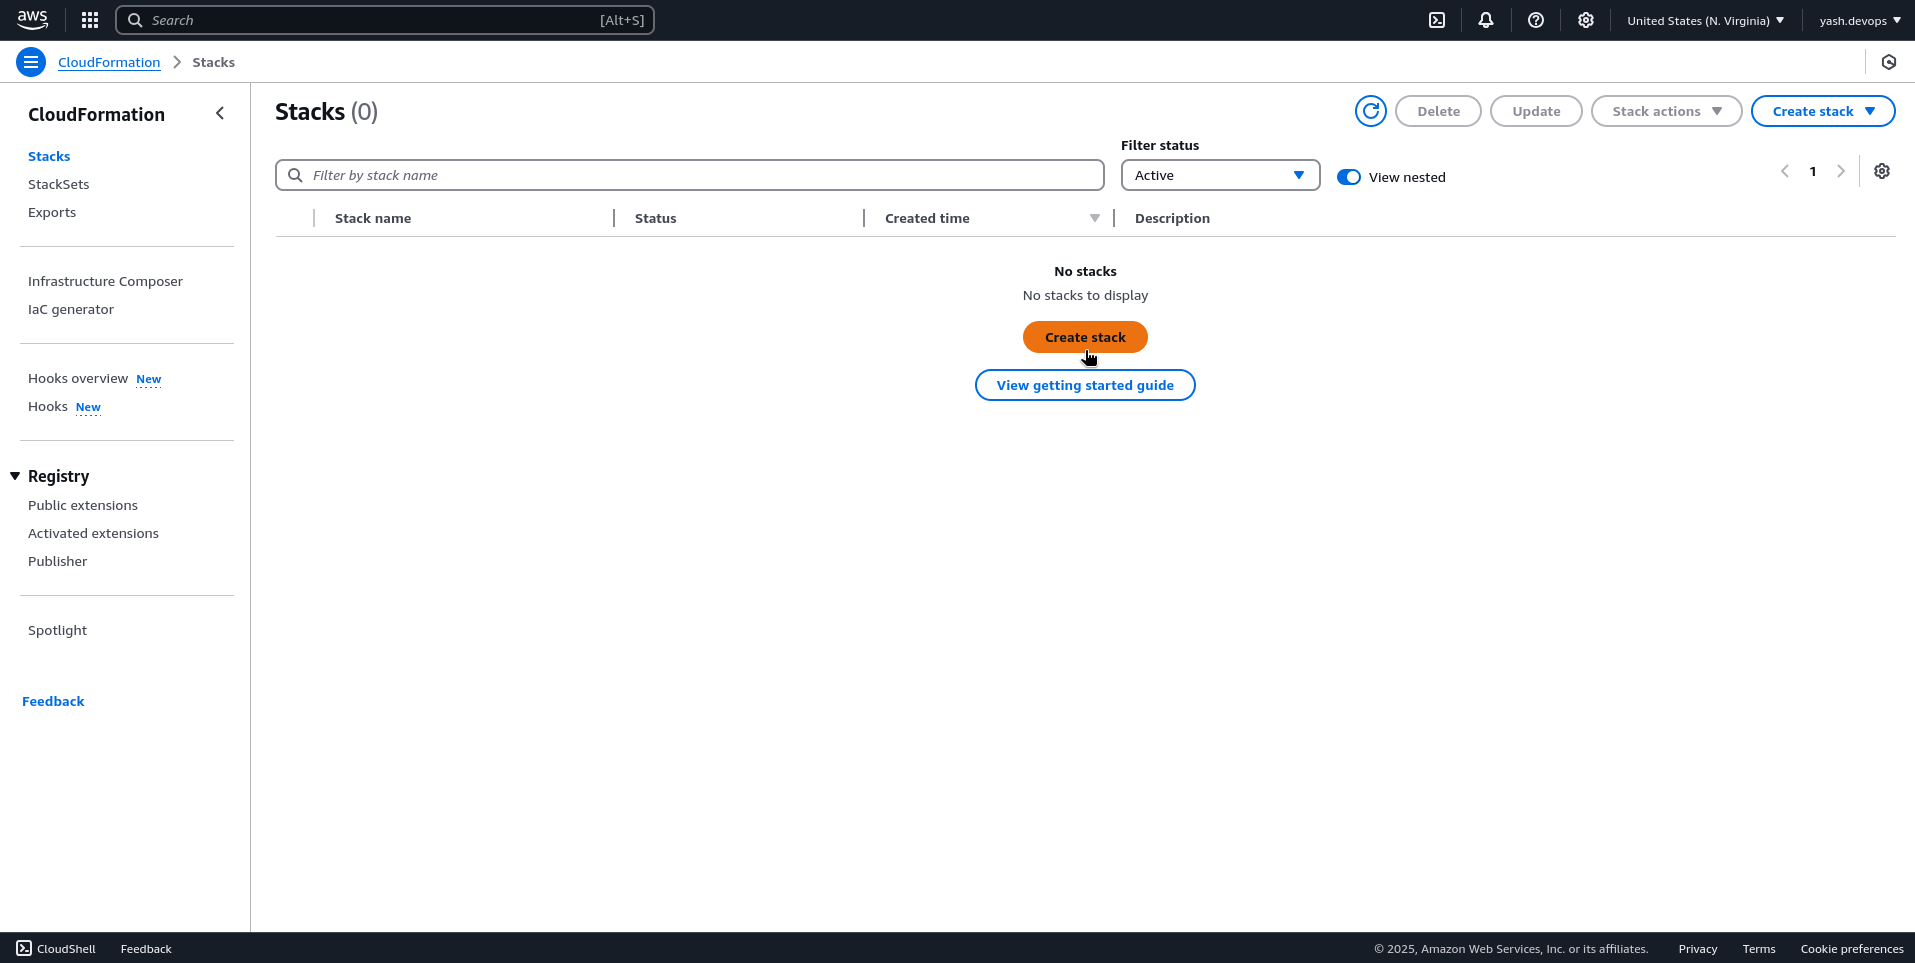 aws Search [Alt+S] United States (N. Virginia) yash.devops
CloudFormation Stacks
CloudFormation
Stacks
StackSets
Exports
Infrastructure Composer
IaC generator
Hooks overview New
Hooks New
Registry
Public extensions
Activated extensions
Publisher
Spotlight
Feedback
Stacks (0) Delete Update Stack actions Create stack
Filter status
Filter by stack name Active View nested 1
Stack name Status Created time Description
No stacks
No stacks to display
Create stack
View getting started guide
CloudShell Feedback © 2025, Amazon Web Services, Inc. or its affiliates. Privacy Terms Cookie preferences